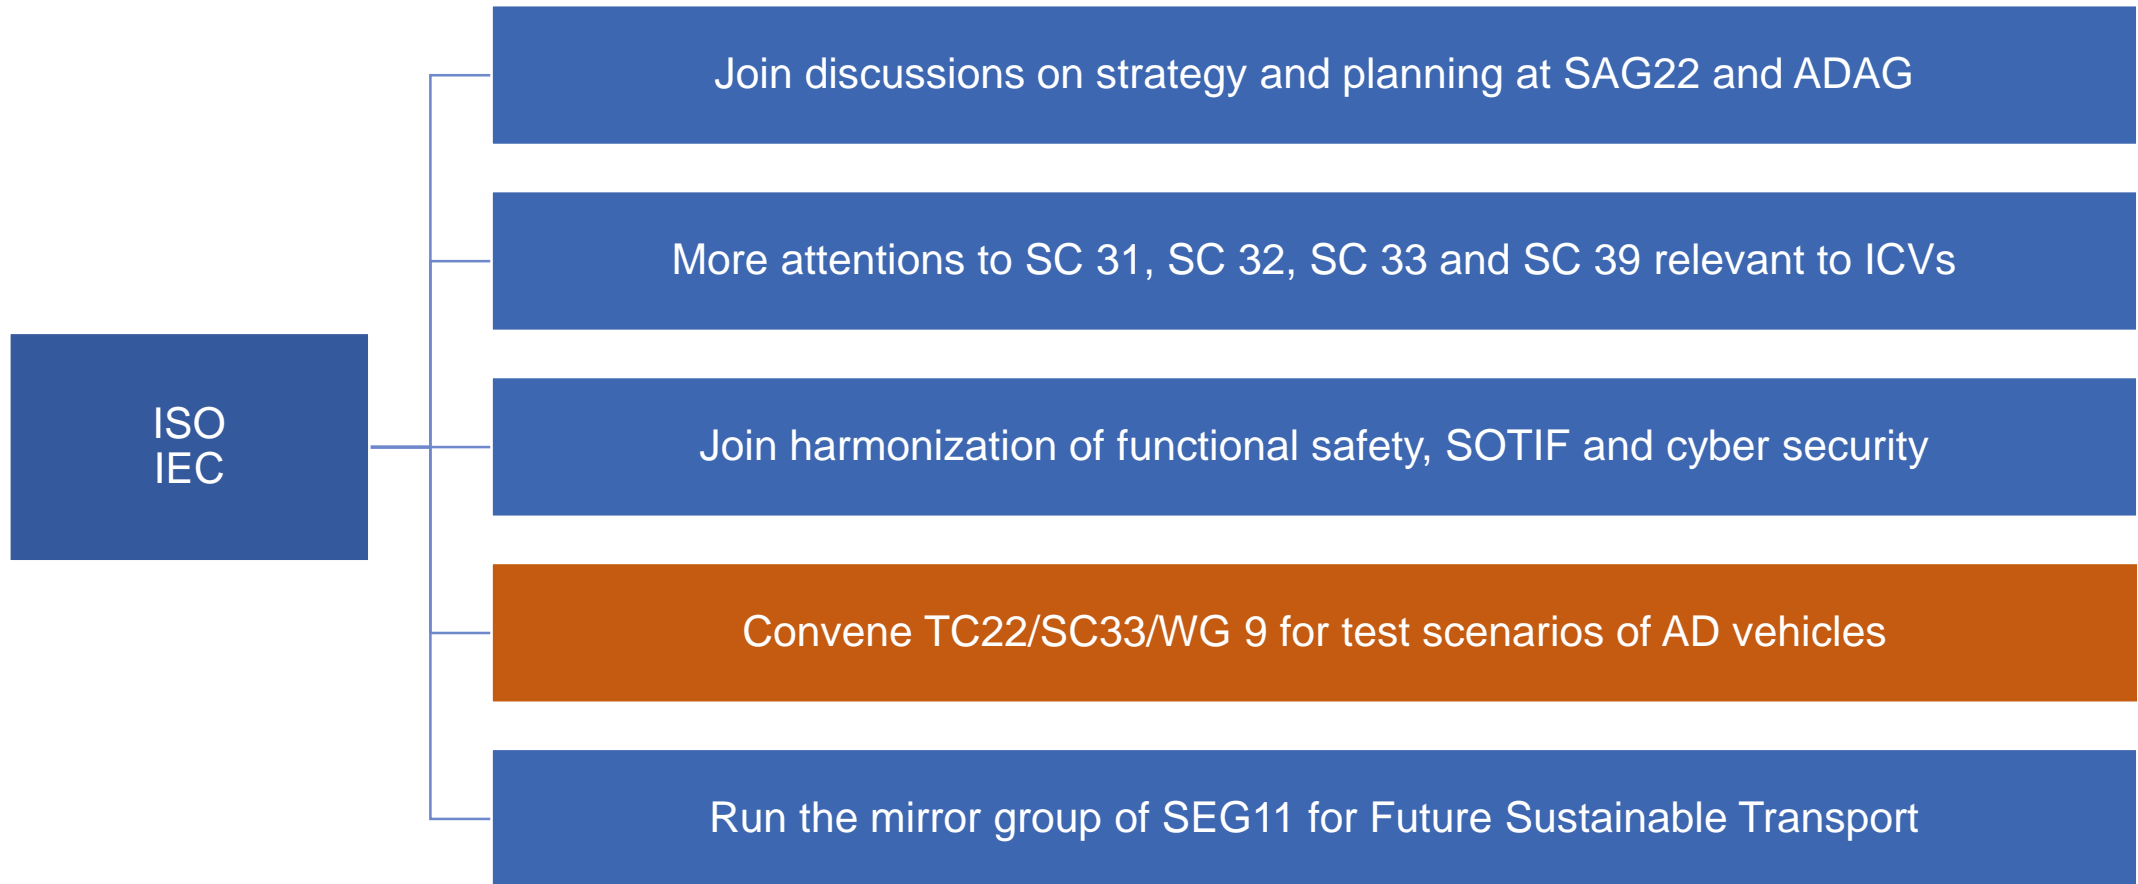 Join discussions on strategy and planning at SAG22 and ADAG
More attentions to SC 31, SC 32, SC 33 and SC 39 relevant to ICVs
ISO
IEC
Join harmonization of functional safety, SOTIF and cyber security
Convene TC22/SC33/WG 9 for test scenarios of AD vehicles
Run the mirror group of SEG11 for Future Sustainable Transport